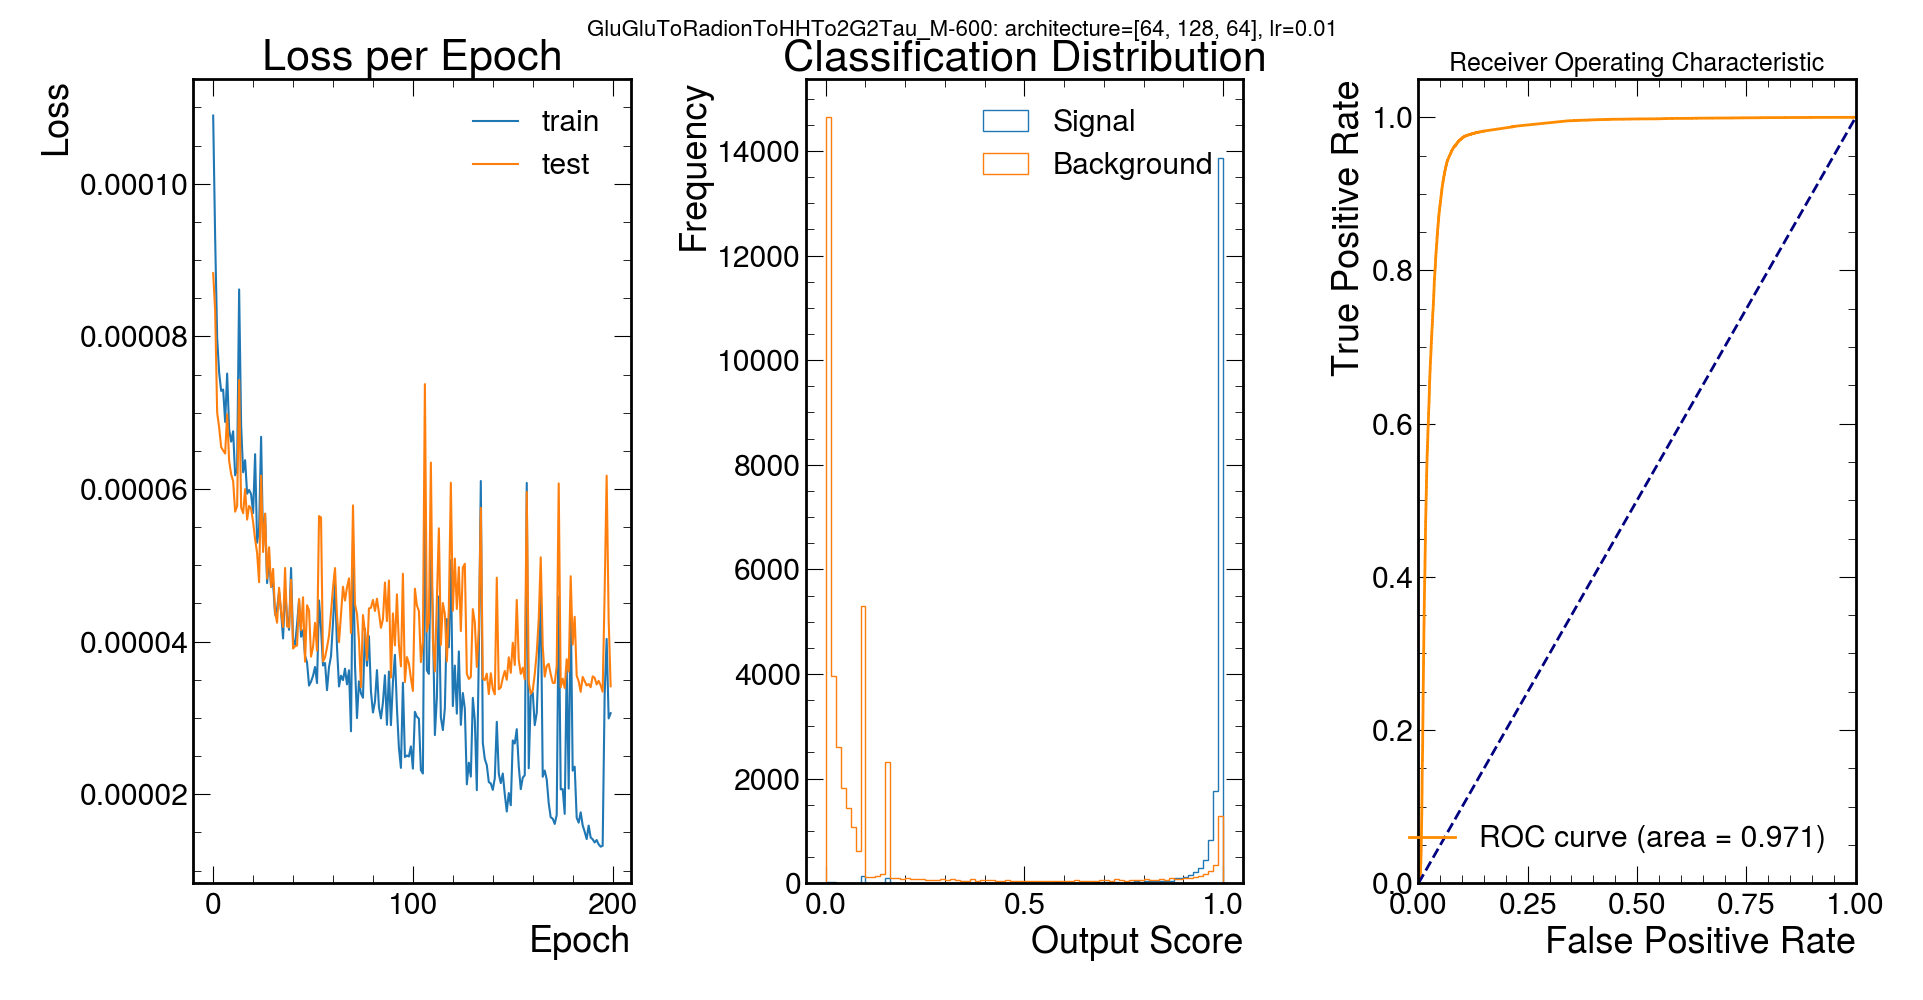 GluGluToRadionToHHTo2G2Tau_M-600: architecture=[64, 128, 64], lr=0.01
Loss per Epoch
Loss
train
test
0.00010
0.00008
0.00006
0.00004
0.00002
0
100
200
Epoch
Classification Distribution
Frequency
Signal
Background
14000
12000
10000
8000
6000
4000
2000
0
0.0
0.5
1.0
Output Score
Receiver Operating Characteristic
True Positive Rate
1.0
0.8
0.6
0.4
0.2
0.0
ROC curve (area = 0.971)
0.00
0.25
0.50
0.75
1.00
False Positive Rate